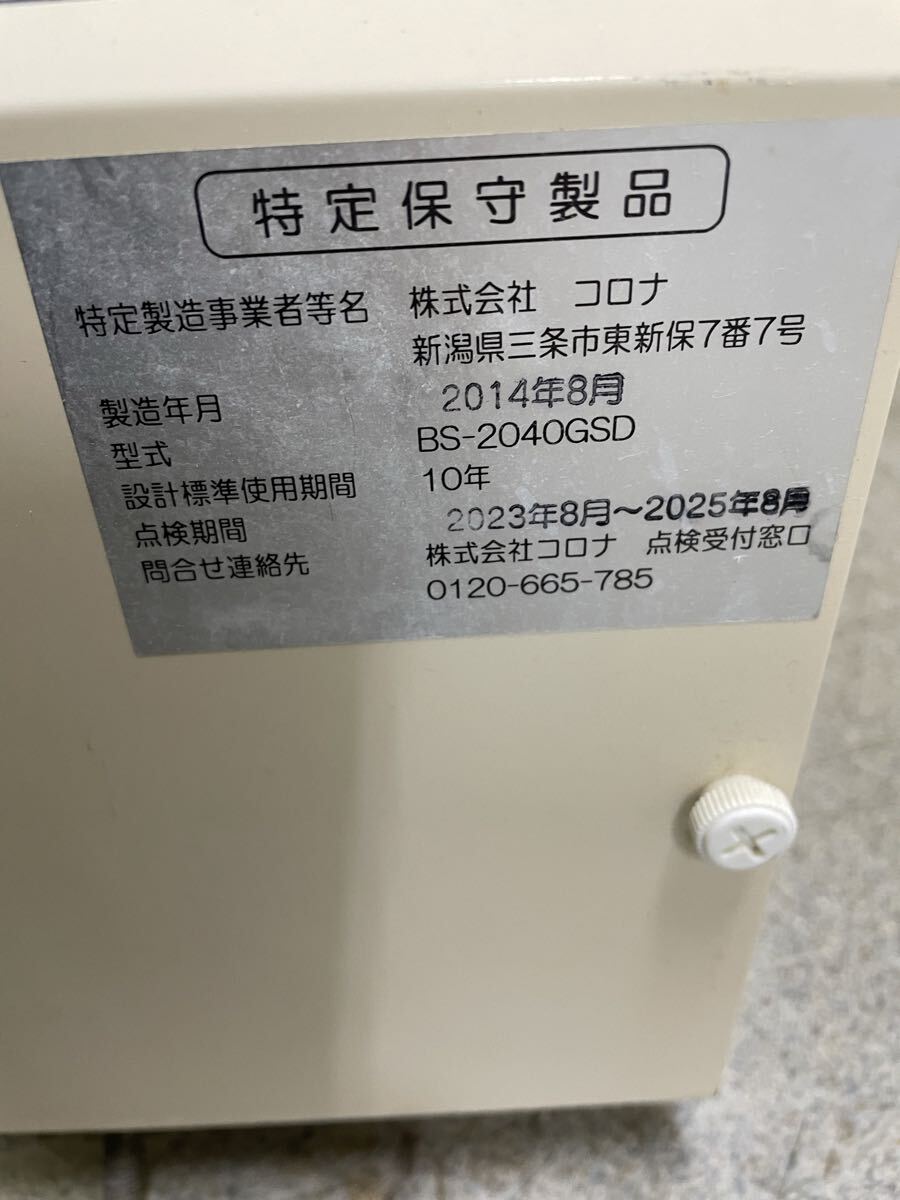 特定保守製品
特定製造事業者等名 株式会社 コロナ
新潟県三条市東新保7番7号
製造年月 2014年8月
型式 BS-2040GSD
設計標準使用期間 10年
点検期間 2023年8月～2025年8月
問合せ連絡先 株式会社コロナ 点検受付窓口
0120-665-785